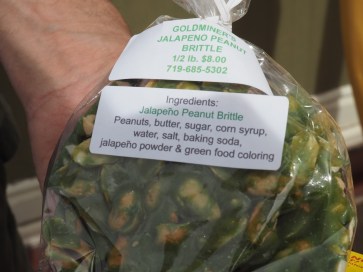 GOLDMINER'S
JALAPENO PEANUT
BRITTLE
1/2 lb. $8.00
719-685-5302
Ingredients:
Jalapeño Peanut Brittle
Peanuts, butter, sugar, corn syrup,
water, salt, baking soda,
jalapeño powder & green food coloring